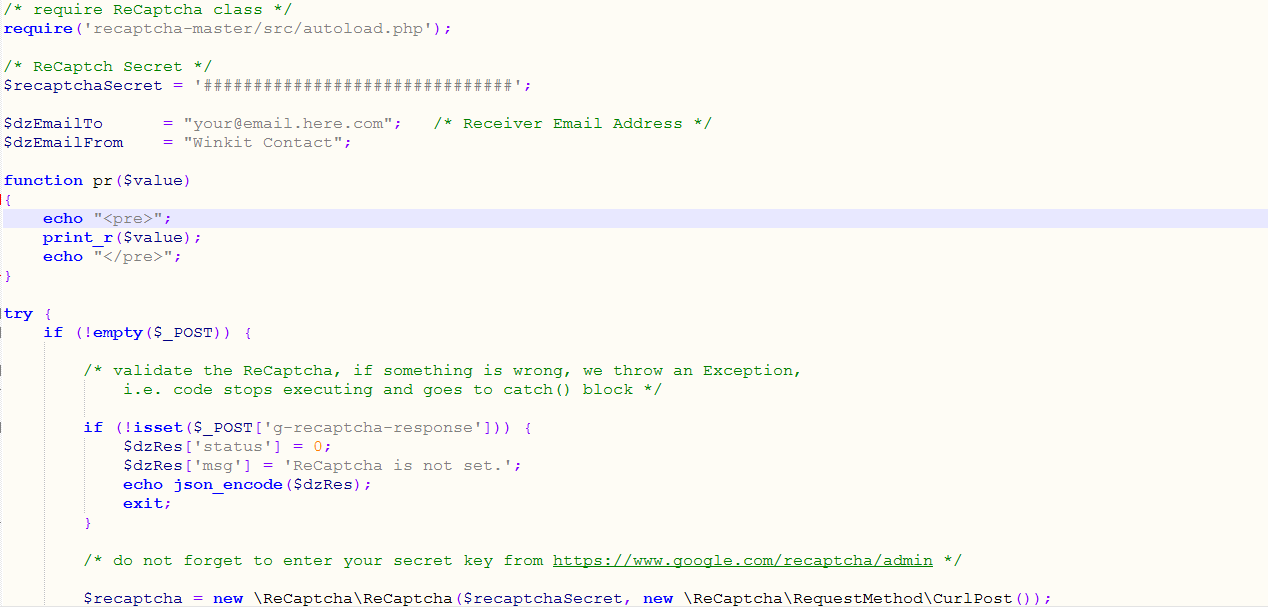 /* require ReCaptcha class */
require('recaptcha-master/src/autoload.php');
/* ReCaptch Secret */
$recaptchaSecret = '###############################';
$dzEmailTo      = "your@email.here.com";   /* Receiver Email Address */
$dzEmailFrom    = "Winkit Contact";
function pr($value)
{
    echo "<pre>";
    print_r($value);
    echo "</pre>";
}
try {
    if (!empty($_POST)) {
        /* validate the ReCaptcha, if something is wrong, we throw an Exception,
            i.e. code stops executing and goes to catch() block */
        if (!isset($_POST['g-recaptcha-response'])) {
            $dzRes['status'] = 0;
            $dzRes['msg'] = 'ReCaptcha is not set.';
            echo json_encode($dzRes);
            exit;
        }
        /* do not forget to enter your secret key from https://www.google.com/recaptcha/admin */
        $recaptcha = new \ReCaptcha\ReCaptcha($recaptchaSecret, new \ReCaptcha\RequestMethod\CurlPost());